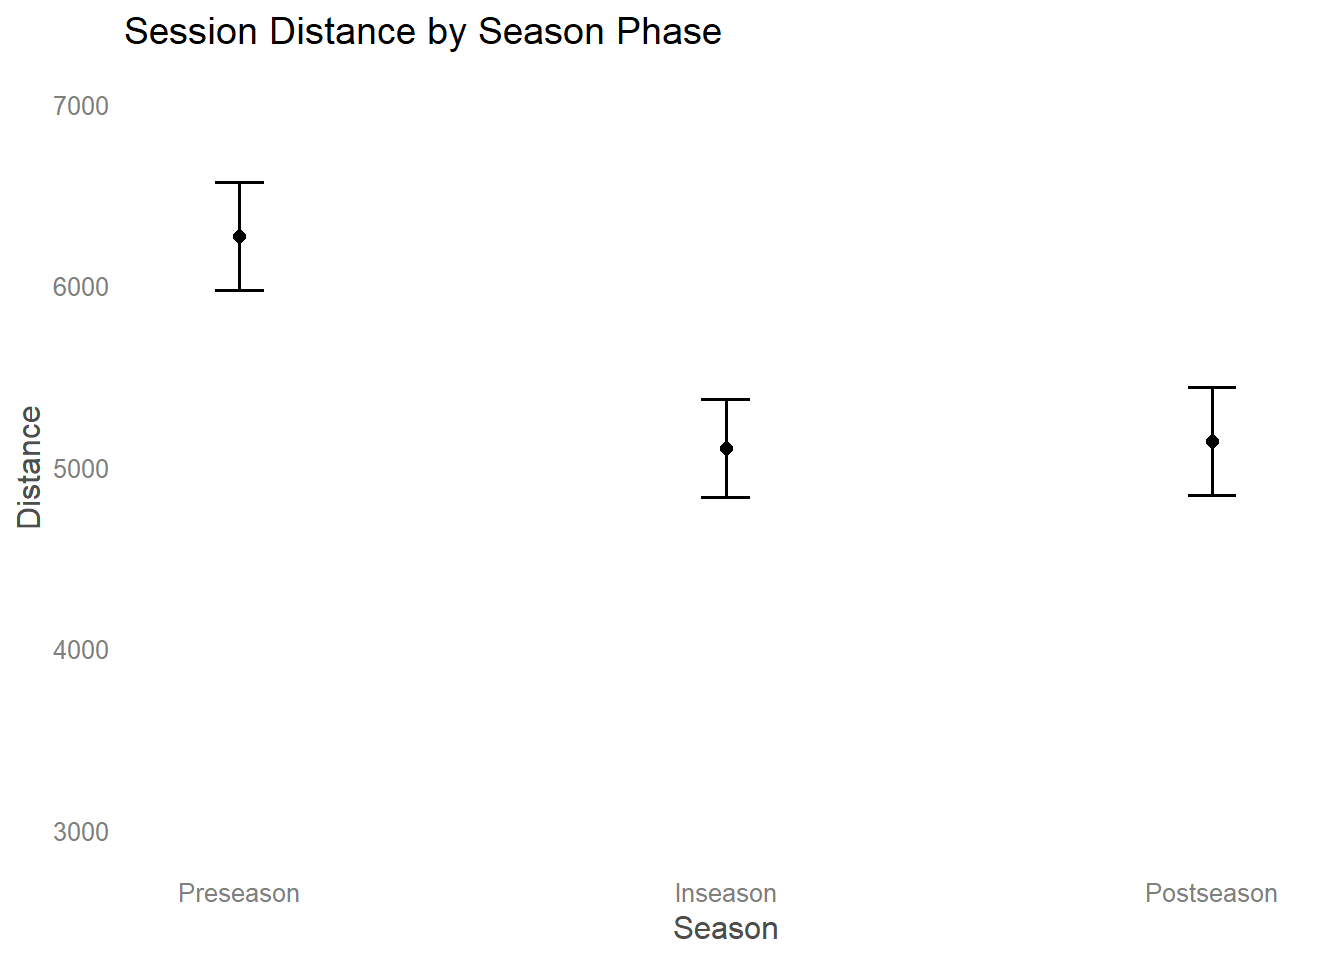 Session Distance by Season Phase
7000
6000
5000
4000
3000
Distance
Preseason Inseason Postseason
Season